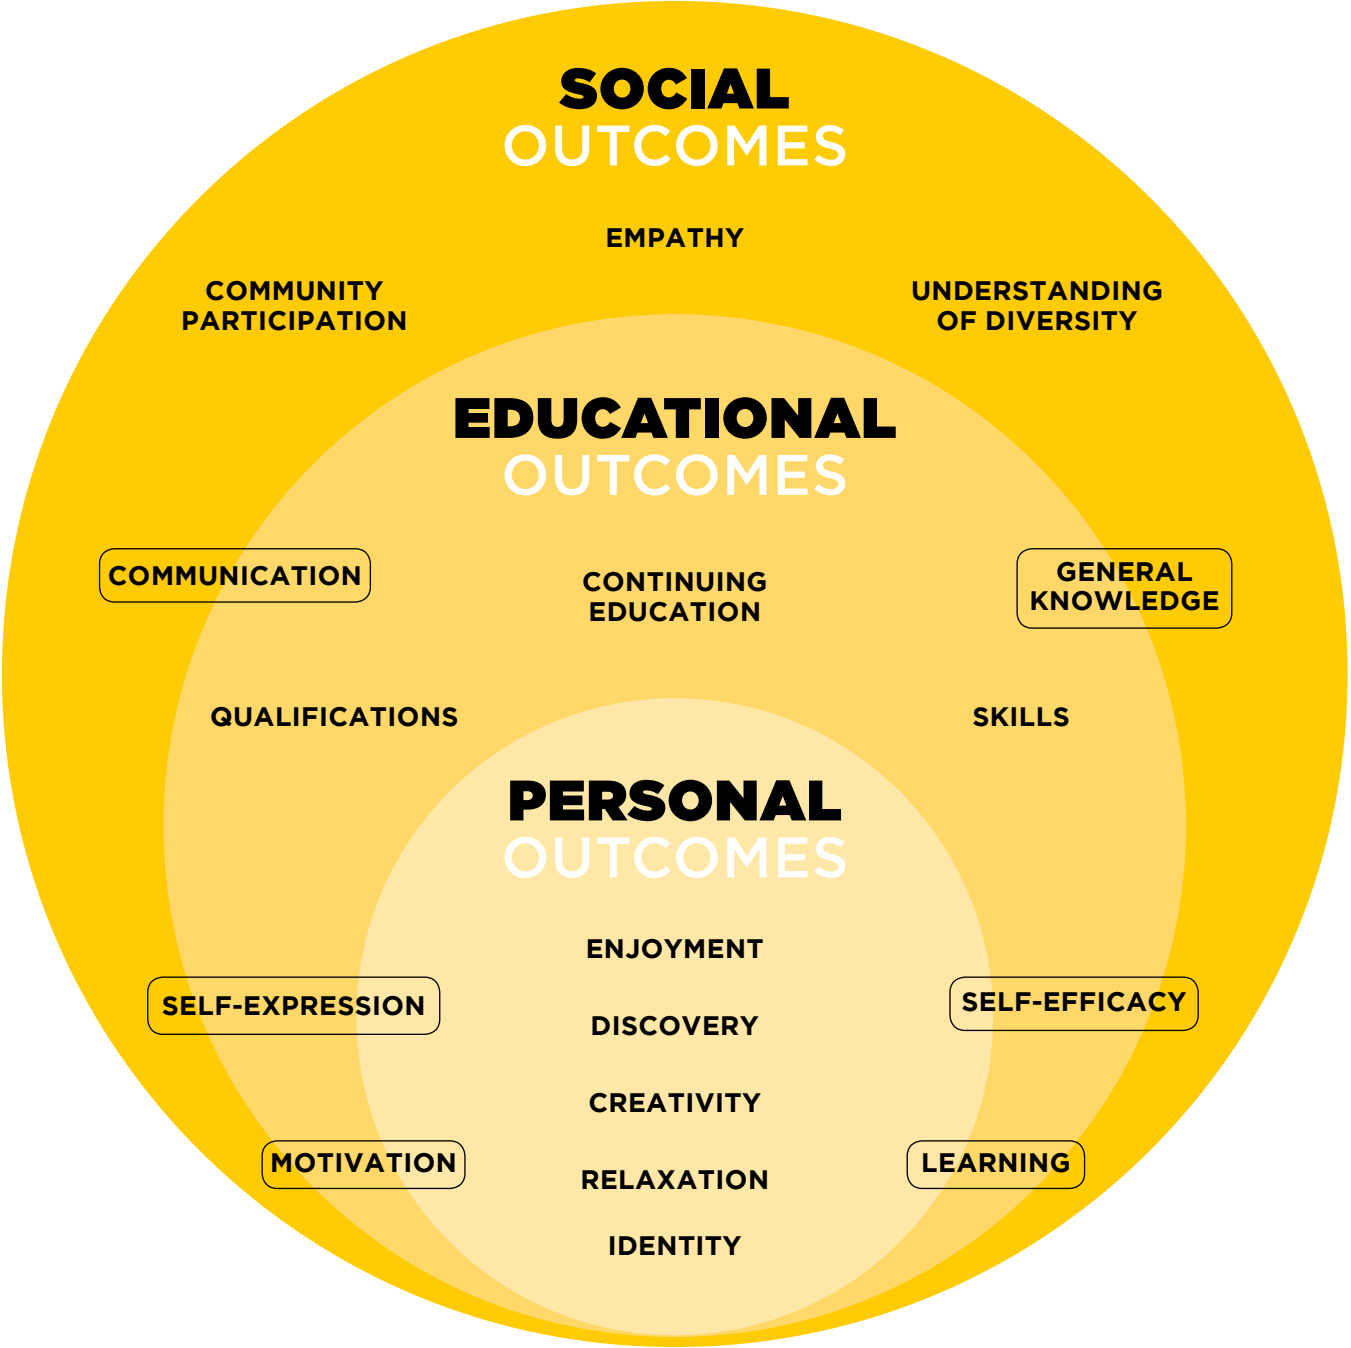 SOCIAL
OUTCOMES
EMPATHY
COMMUNITY
PARTICIPATION
UNDERSTANDING
OF DIVERSITY
EDUCATIONAL
OUTCOMES
COMMUNICATION
CONTINUING
EDUCATION
GENERAL
KNOWLEDGE
QUALIFICATIONS
SKILLS
PERSONAL
OUTCOMES
ENJOYMENT
SELF-EXPRESSION
SELF-EFFICACY
DISCOVERY
CREATIVITY
MOTIVATION
LEARNING
RELAXATION
IDENTITY